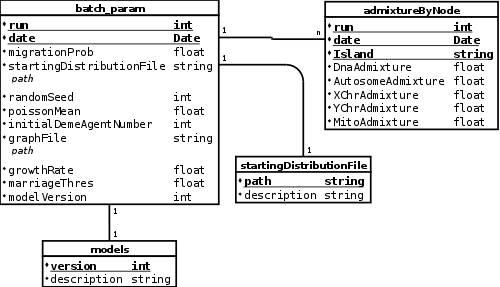 batch_param
run int
date Date
migrationProb float
startingDistributionFile string
path
randomSeed int
poissonMean float
initialDemeAgentNumber int
graphFile string
path
growthRate float
marriageThres float
modelVersion int
1
n
1
1
1
1
admixtureByNode
run int
date Date
Island string
DnaAdmixture float
AutosomeAdmixture float
XChrAdmixture float
YChrAdmixture float
MitoAdmixture float
startingDistributionFile
path string
description string
models
version int
description string